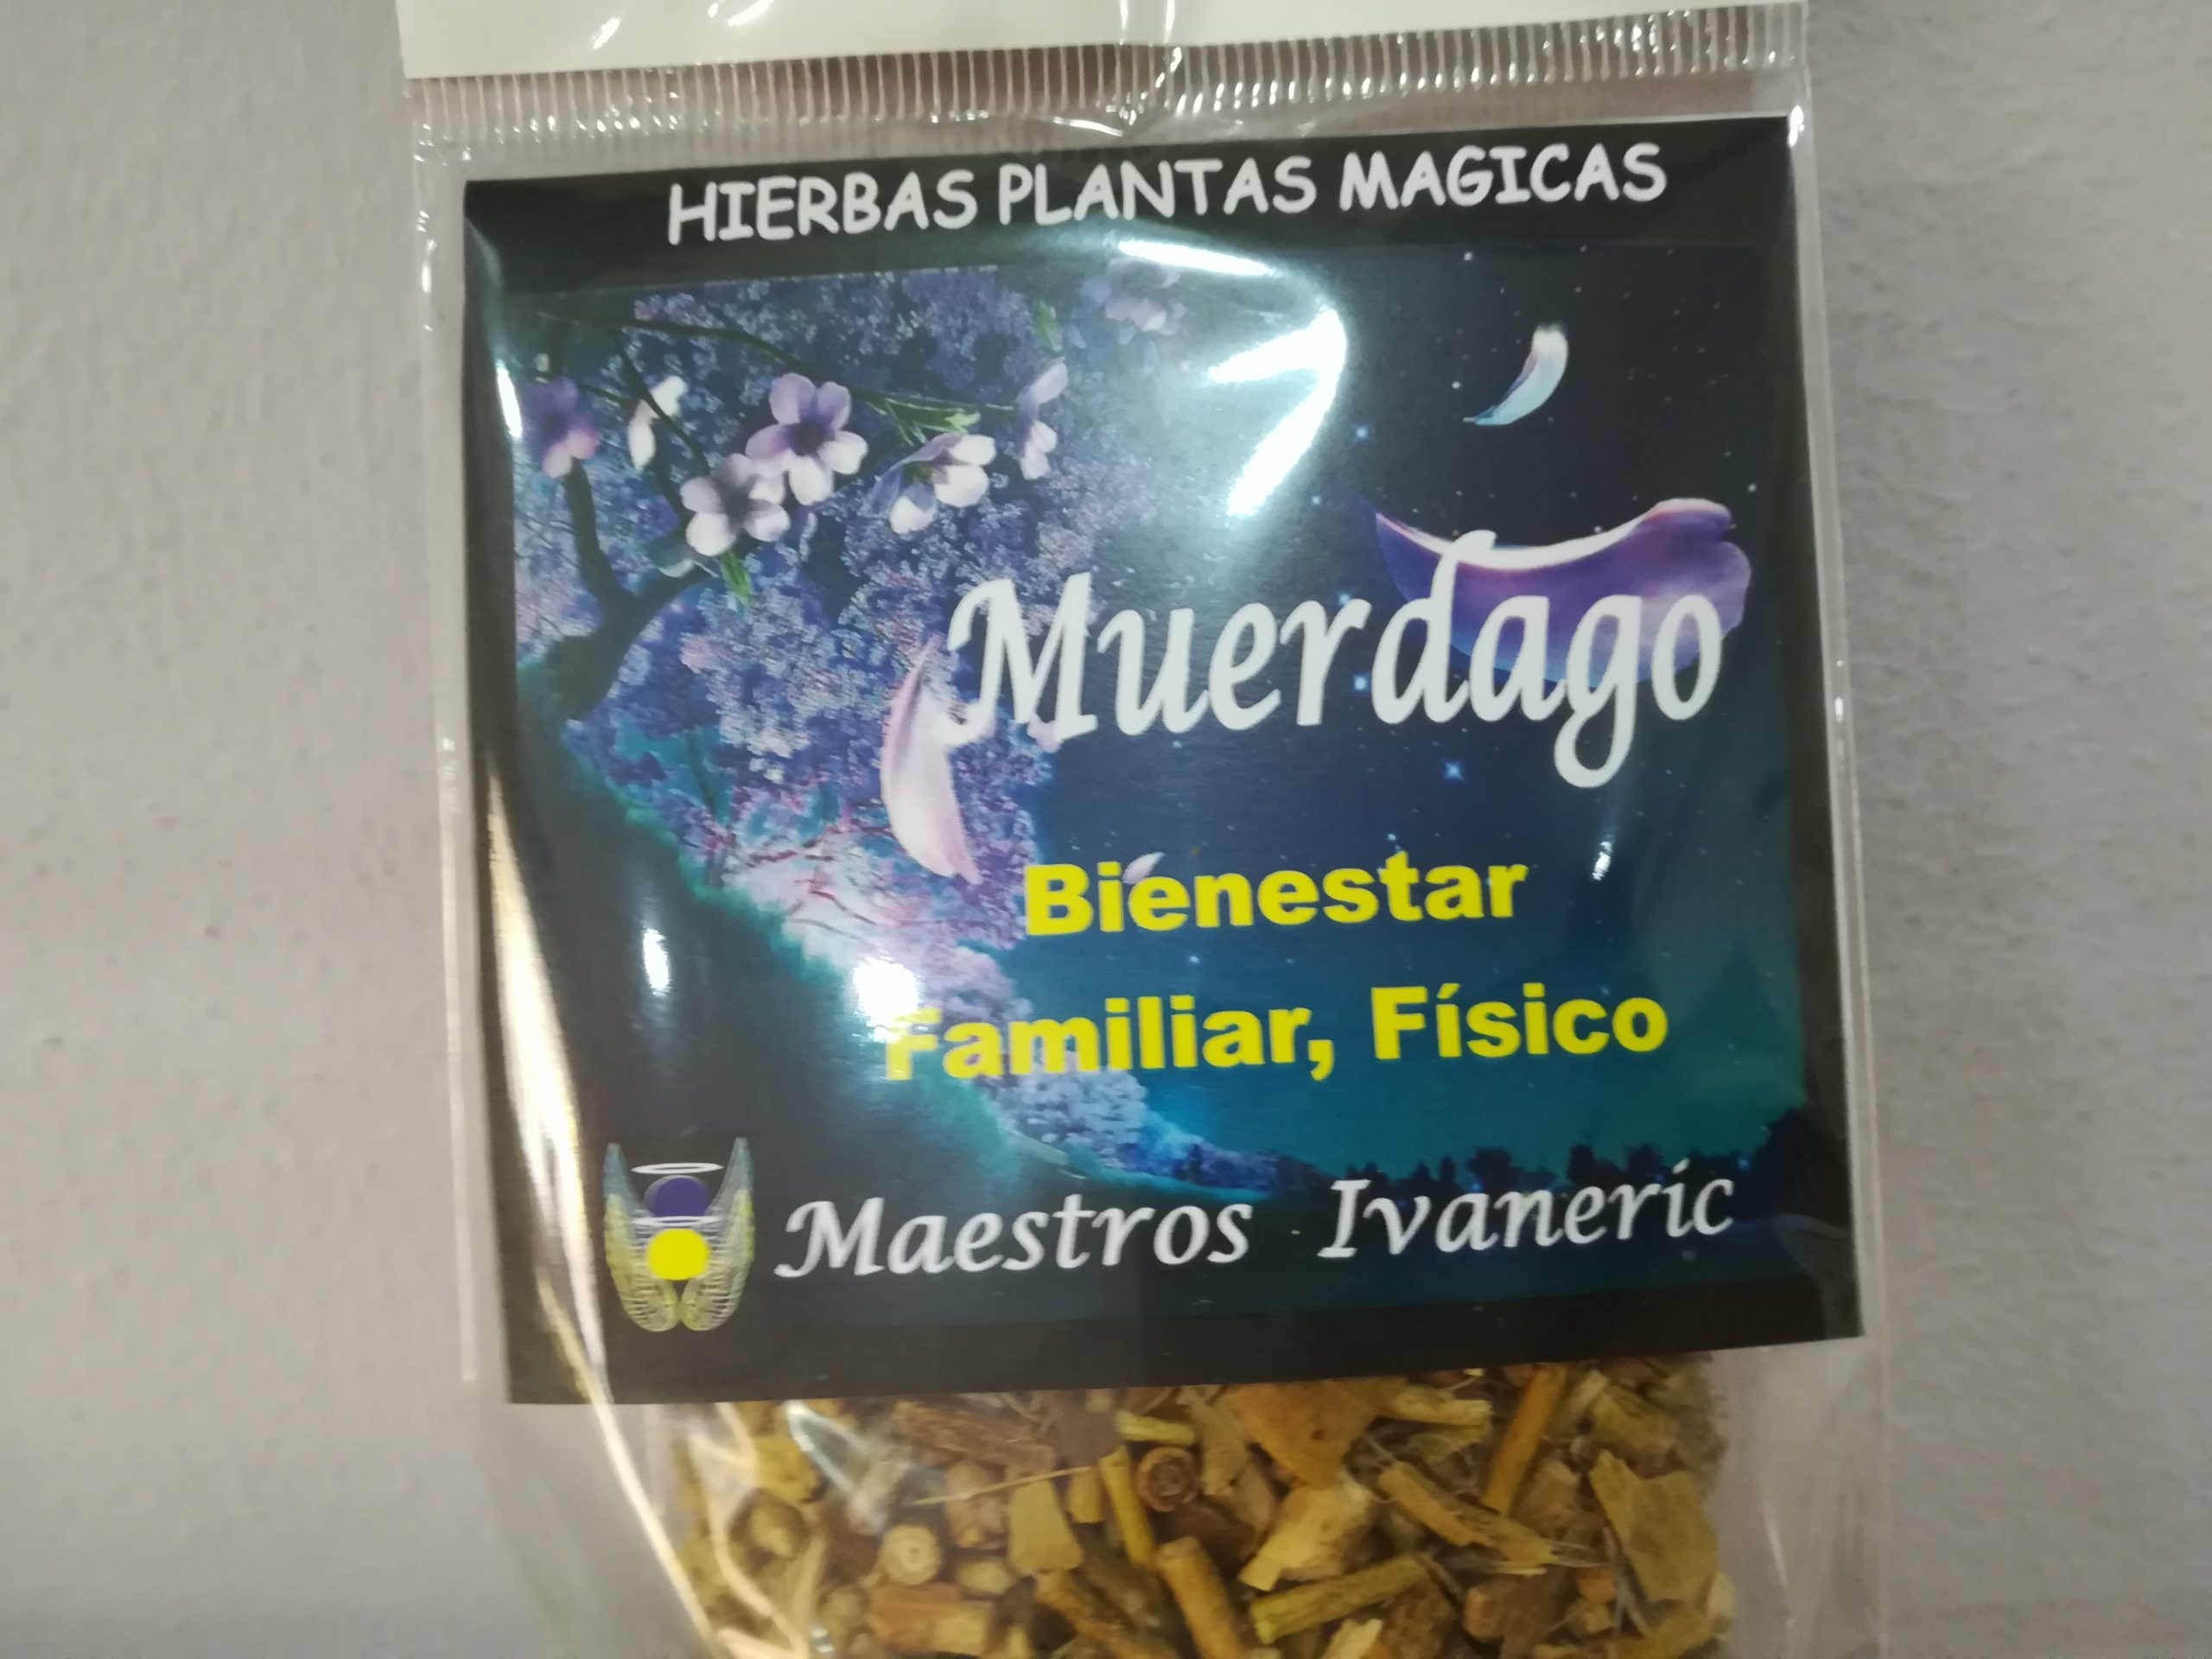 HIERBAS PLANTAS MAGICAS
Muerdago
Bienestar
Familiar, Físico
Maestros Ivaneric